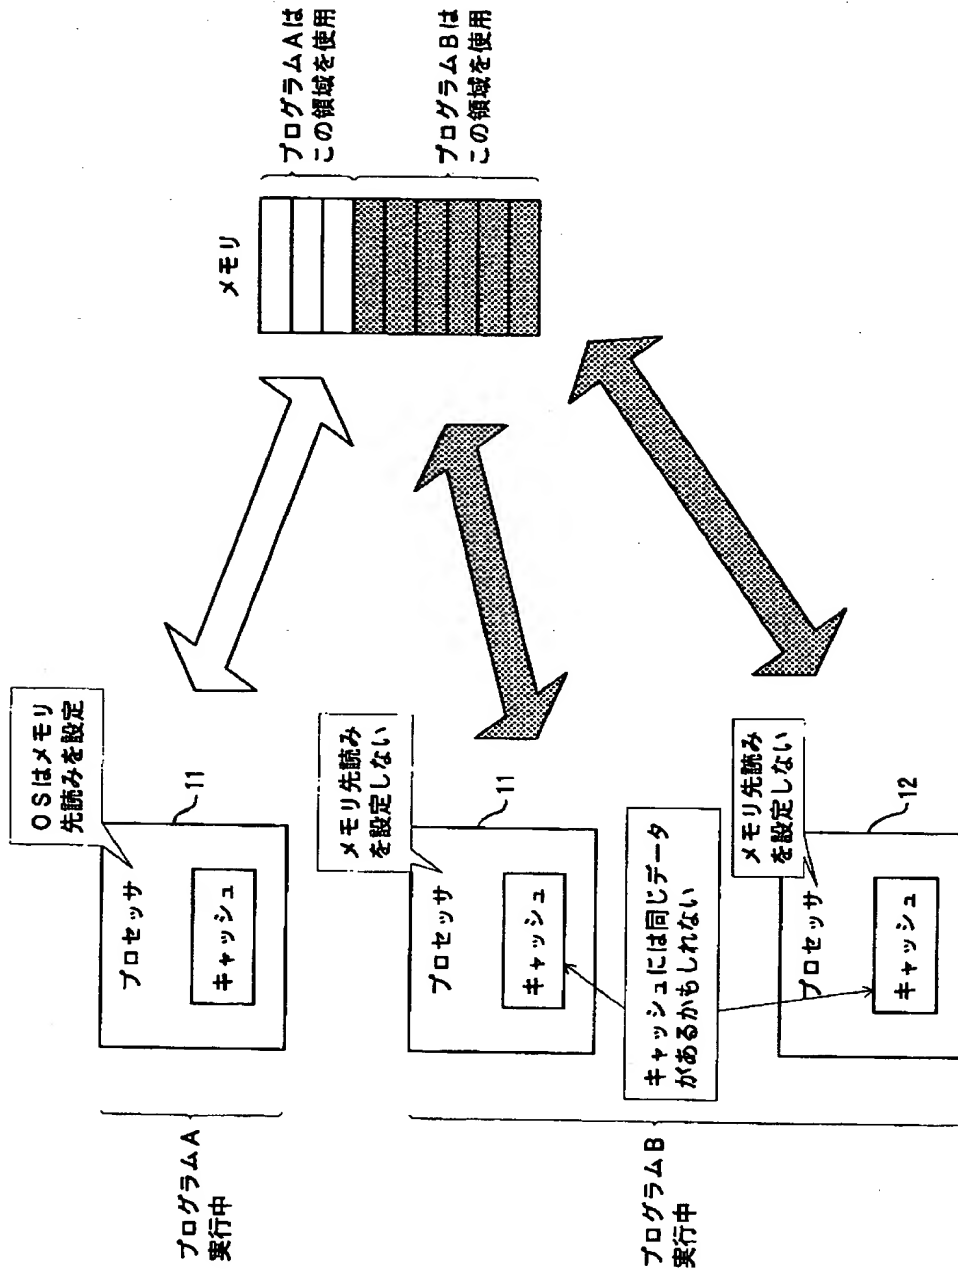 プログラムA
実行中
プロセッサ
キャッシュ
11
OSはメモリ
先読みを設定
プログラムB
実行中
プロセッサ
キャッシュ
11
メモリ先読み
を設定しない
キャッシュには同じデータ
があるかもしれない
プロセッサ
キャッシュ
12
メモリ先読み
を設定しない
メモリ
プログラムAは
この領域を使用
プログラムBは
この領域を使用